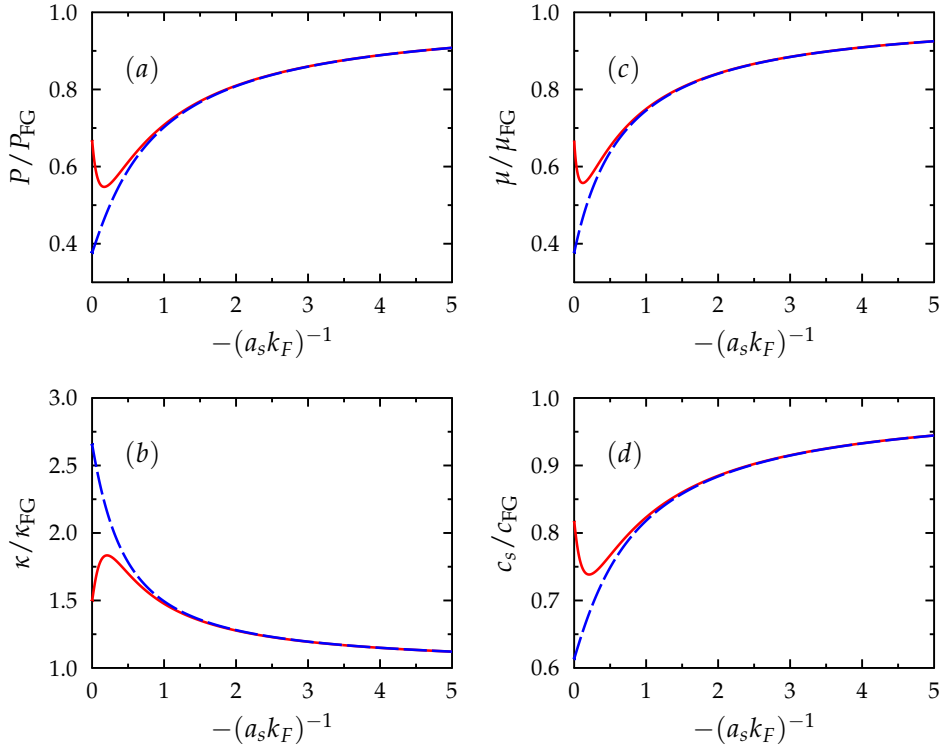 (a)
P/P_FG
1.0
0.8
0.6
0.4
0 1 2 3 4 5
−(a_s k_F)^−1
(c)
μ/μ_FG
1.0
0.8
0.6
0.4
0 1 2 3 4 5
−(a_s k_F)^−1
(b)
κ/κ_FG
3.0
2.5
2.0
1.5
1.0
0 1 2 3 4 5
−(a_s k_F)^−1
(d)
c_s/c_FG
1.0
0.9
0.8
0.7
0.6
0 1 2 3 4 5
−(a_s k_F)^−1